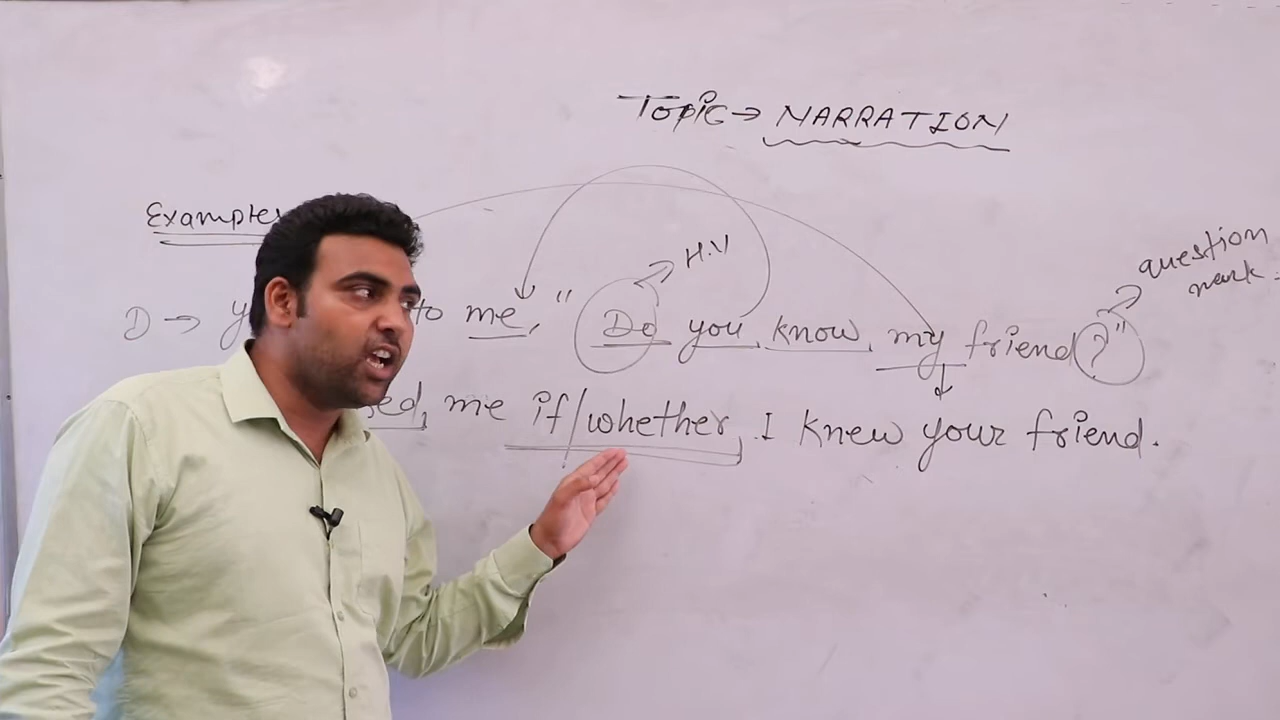 Topic → NARRATION
Examples
H.V
question
mark.
D → to me, " Do you know my friend ? "
me if/whether, I knew your friend.